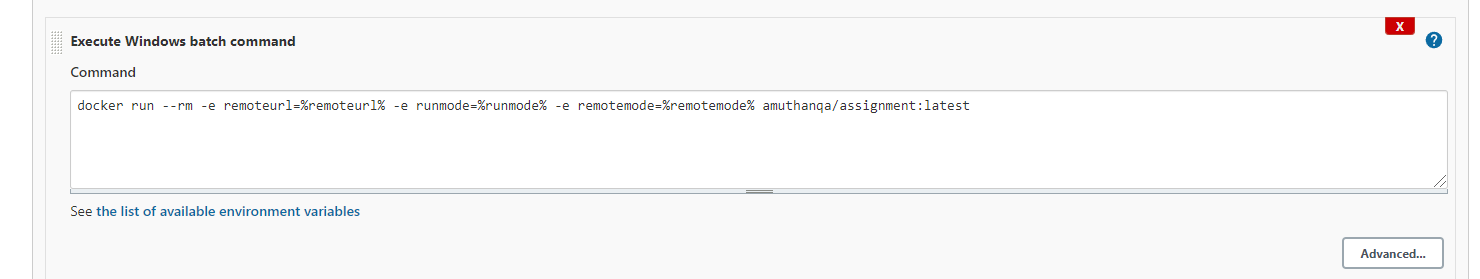 X
Execute Windows batch command
?
Command
docker run --rm -e remoteurl=%remoteurl% -e runmode=%runmode% -e remotemode=%remotemode% amuthanqa/assignment:latest
See the list of available environment variables
Advanced...